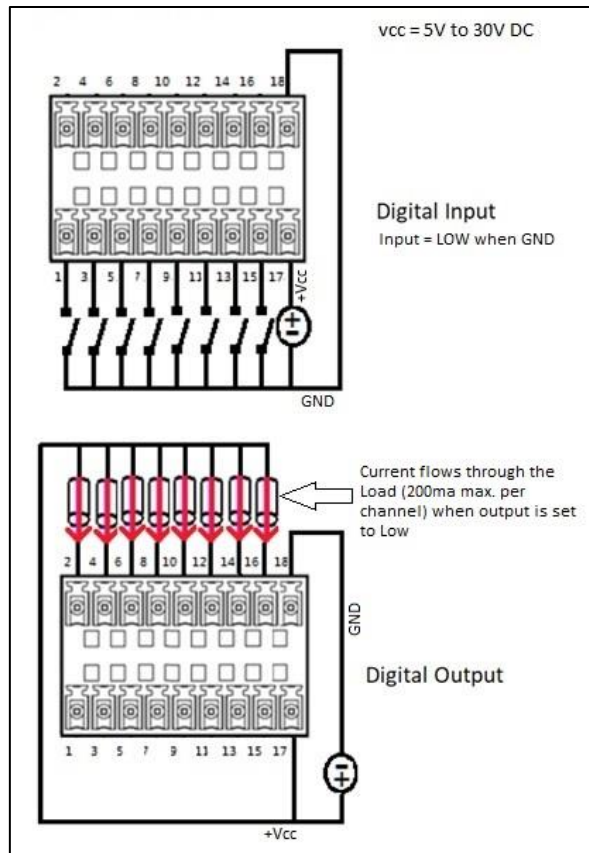 vcc = 5V to 30V DC
2 4 6 8 10 12 14 16 18
Digital Input
Input = LOW when GND
1 3 5 7 9 11 13 15 17
+Vcc
GND
Current flows through the
Load (200ma max. per
channel) when output is set
to Low
2 4 6 8 10 12 14 16 18
GND
Digital Output
1 3 5 7 9 11 13 15 17
+Vcc